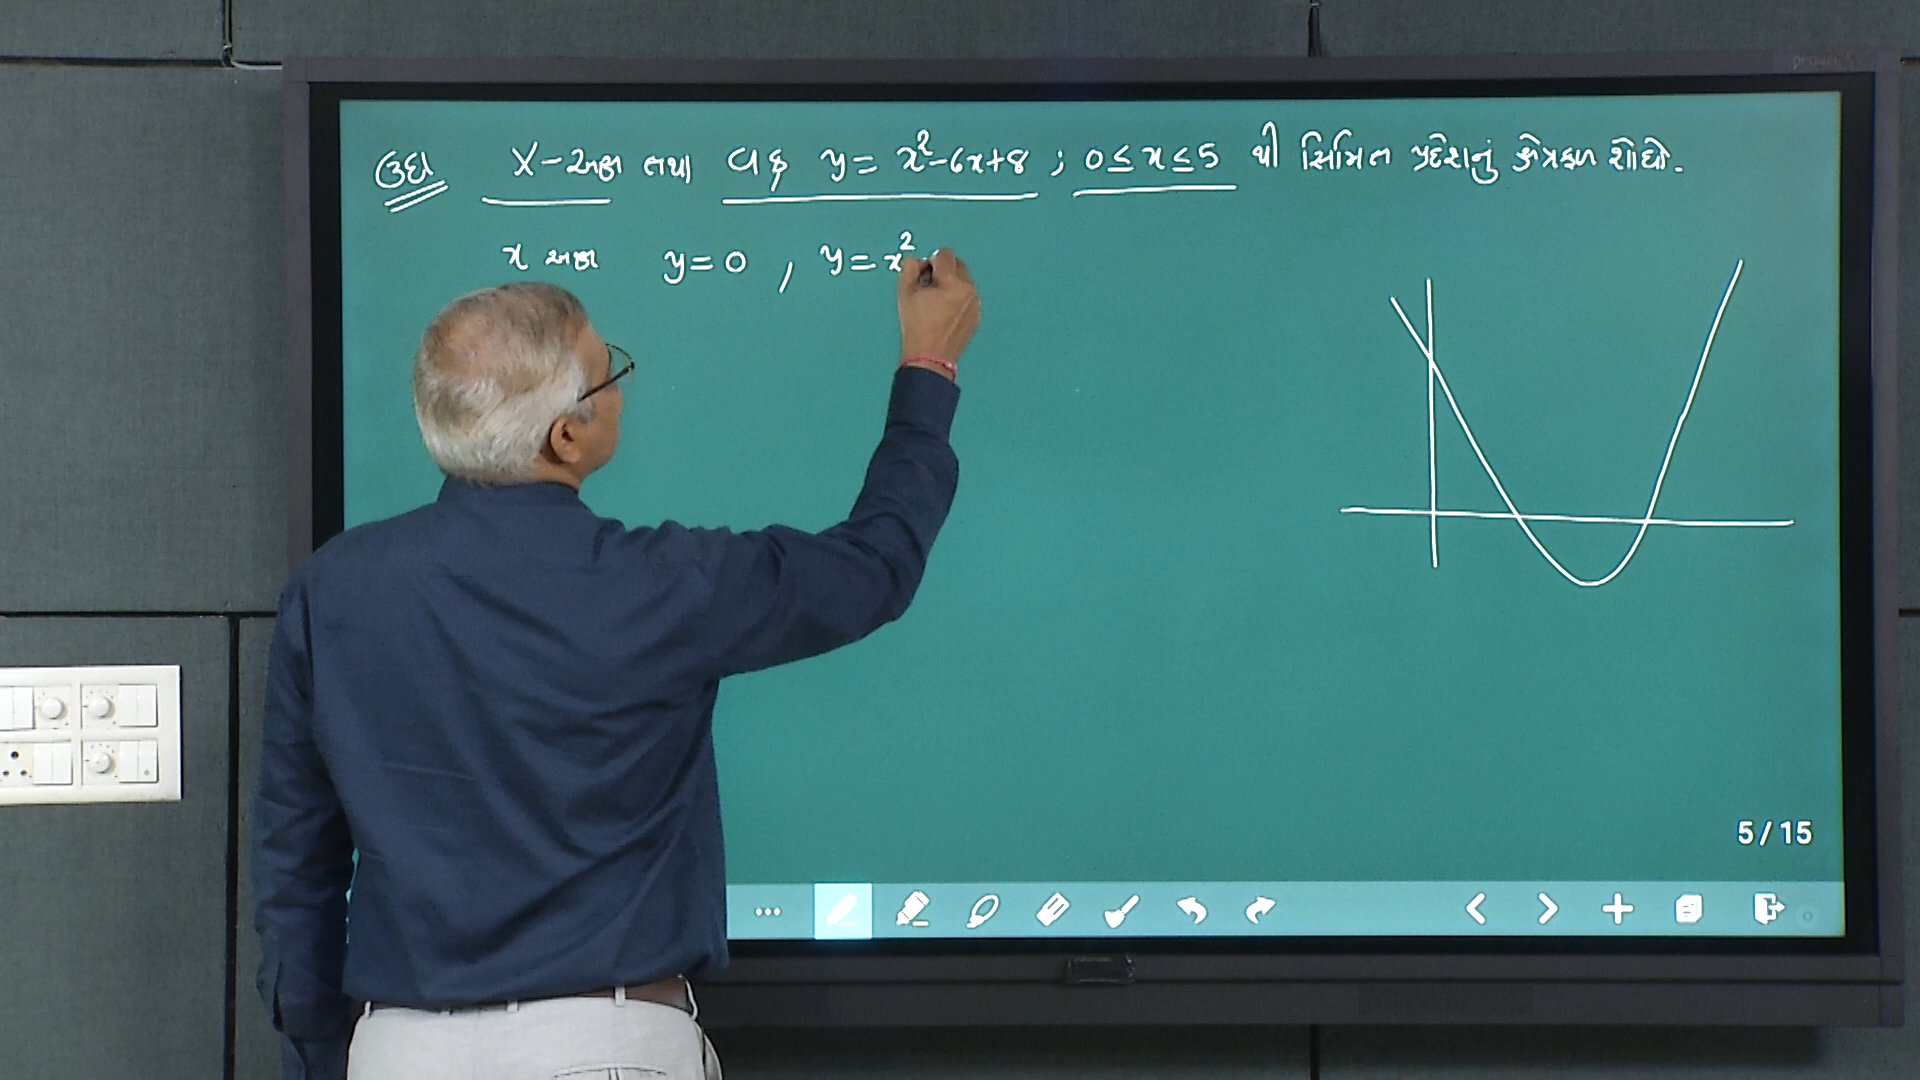 ઉદા X-અક્ષ તથા વક્ર y = x²-6x+8 ; 0 ≤ x ≤ 5 થી સિમિત પ્રદેશનું ક્ષેત્રફળ શોધો.
x અક્ષ y = 0 , y = x²
5 / 15